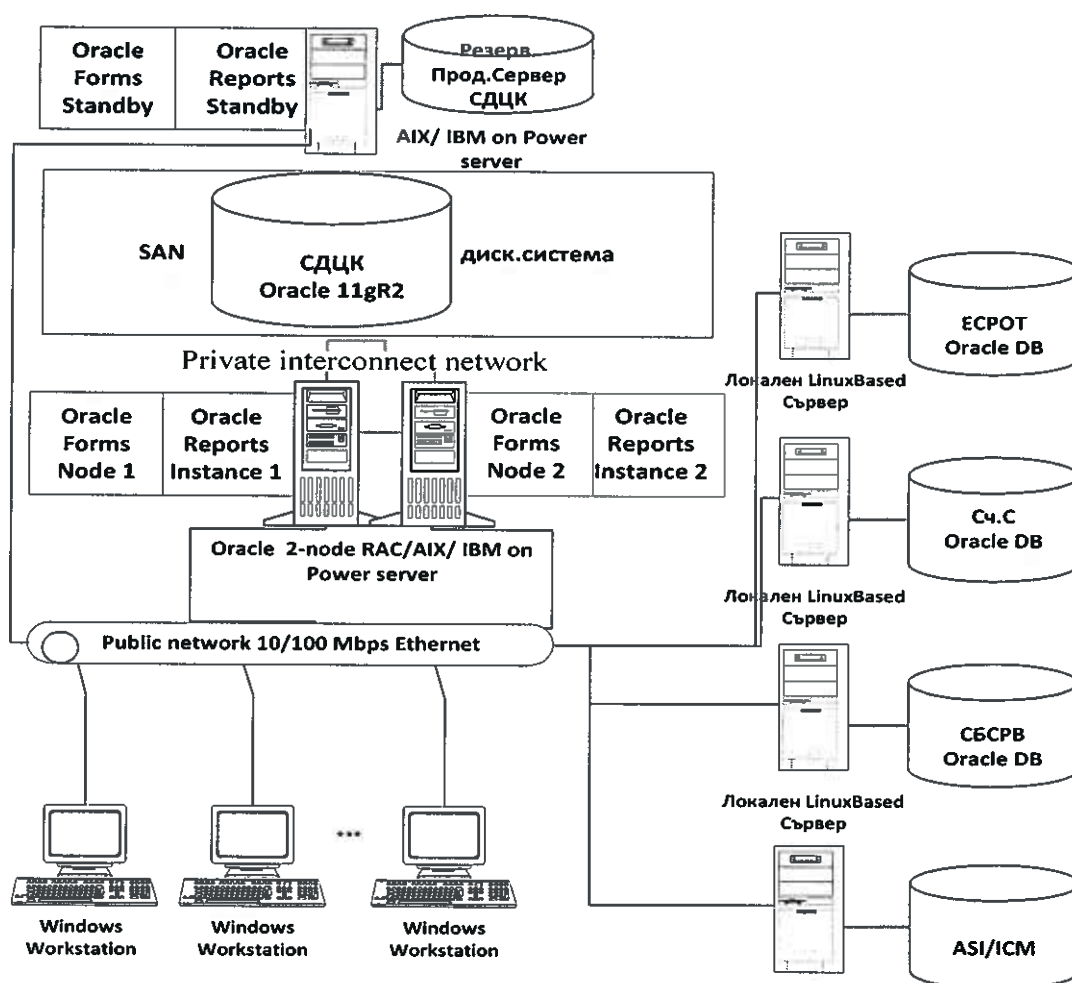 Oracle Forms Standby
Oracle Reports Standby
Резерв.
Прод.Сервер
СДЦК
AIX/ IBM on Power
server
SAN
СДЦК
Oracle 11gR2
диск.система
Private interconnect network
Oracle Forms Node 1
Oracle Reports Instance 1
Oracle Forms Node 2
Oracle Reports Instance 2
Oracle 2-node RAC/AIX/ IBM on
Power server
Public network 10/100 Mbps Ethernet
Windows
Workstation
Windows
Workstation
...
Windows
Workstation
ЕСРОТ
Oracle DB
Локален LinuxBased
Сървер
Сч.С
Oracle DB
Локален LinuxBased
Сървер
СБСРВ
Oracle DB
Локален LinuxBased
Сървер
ASI/ICM